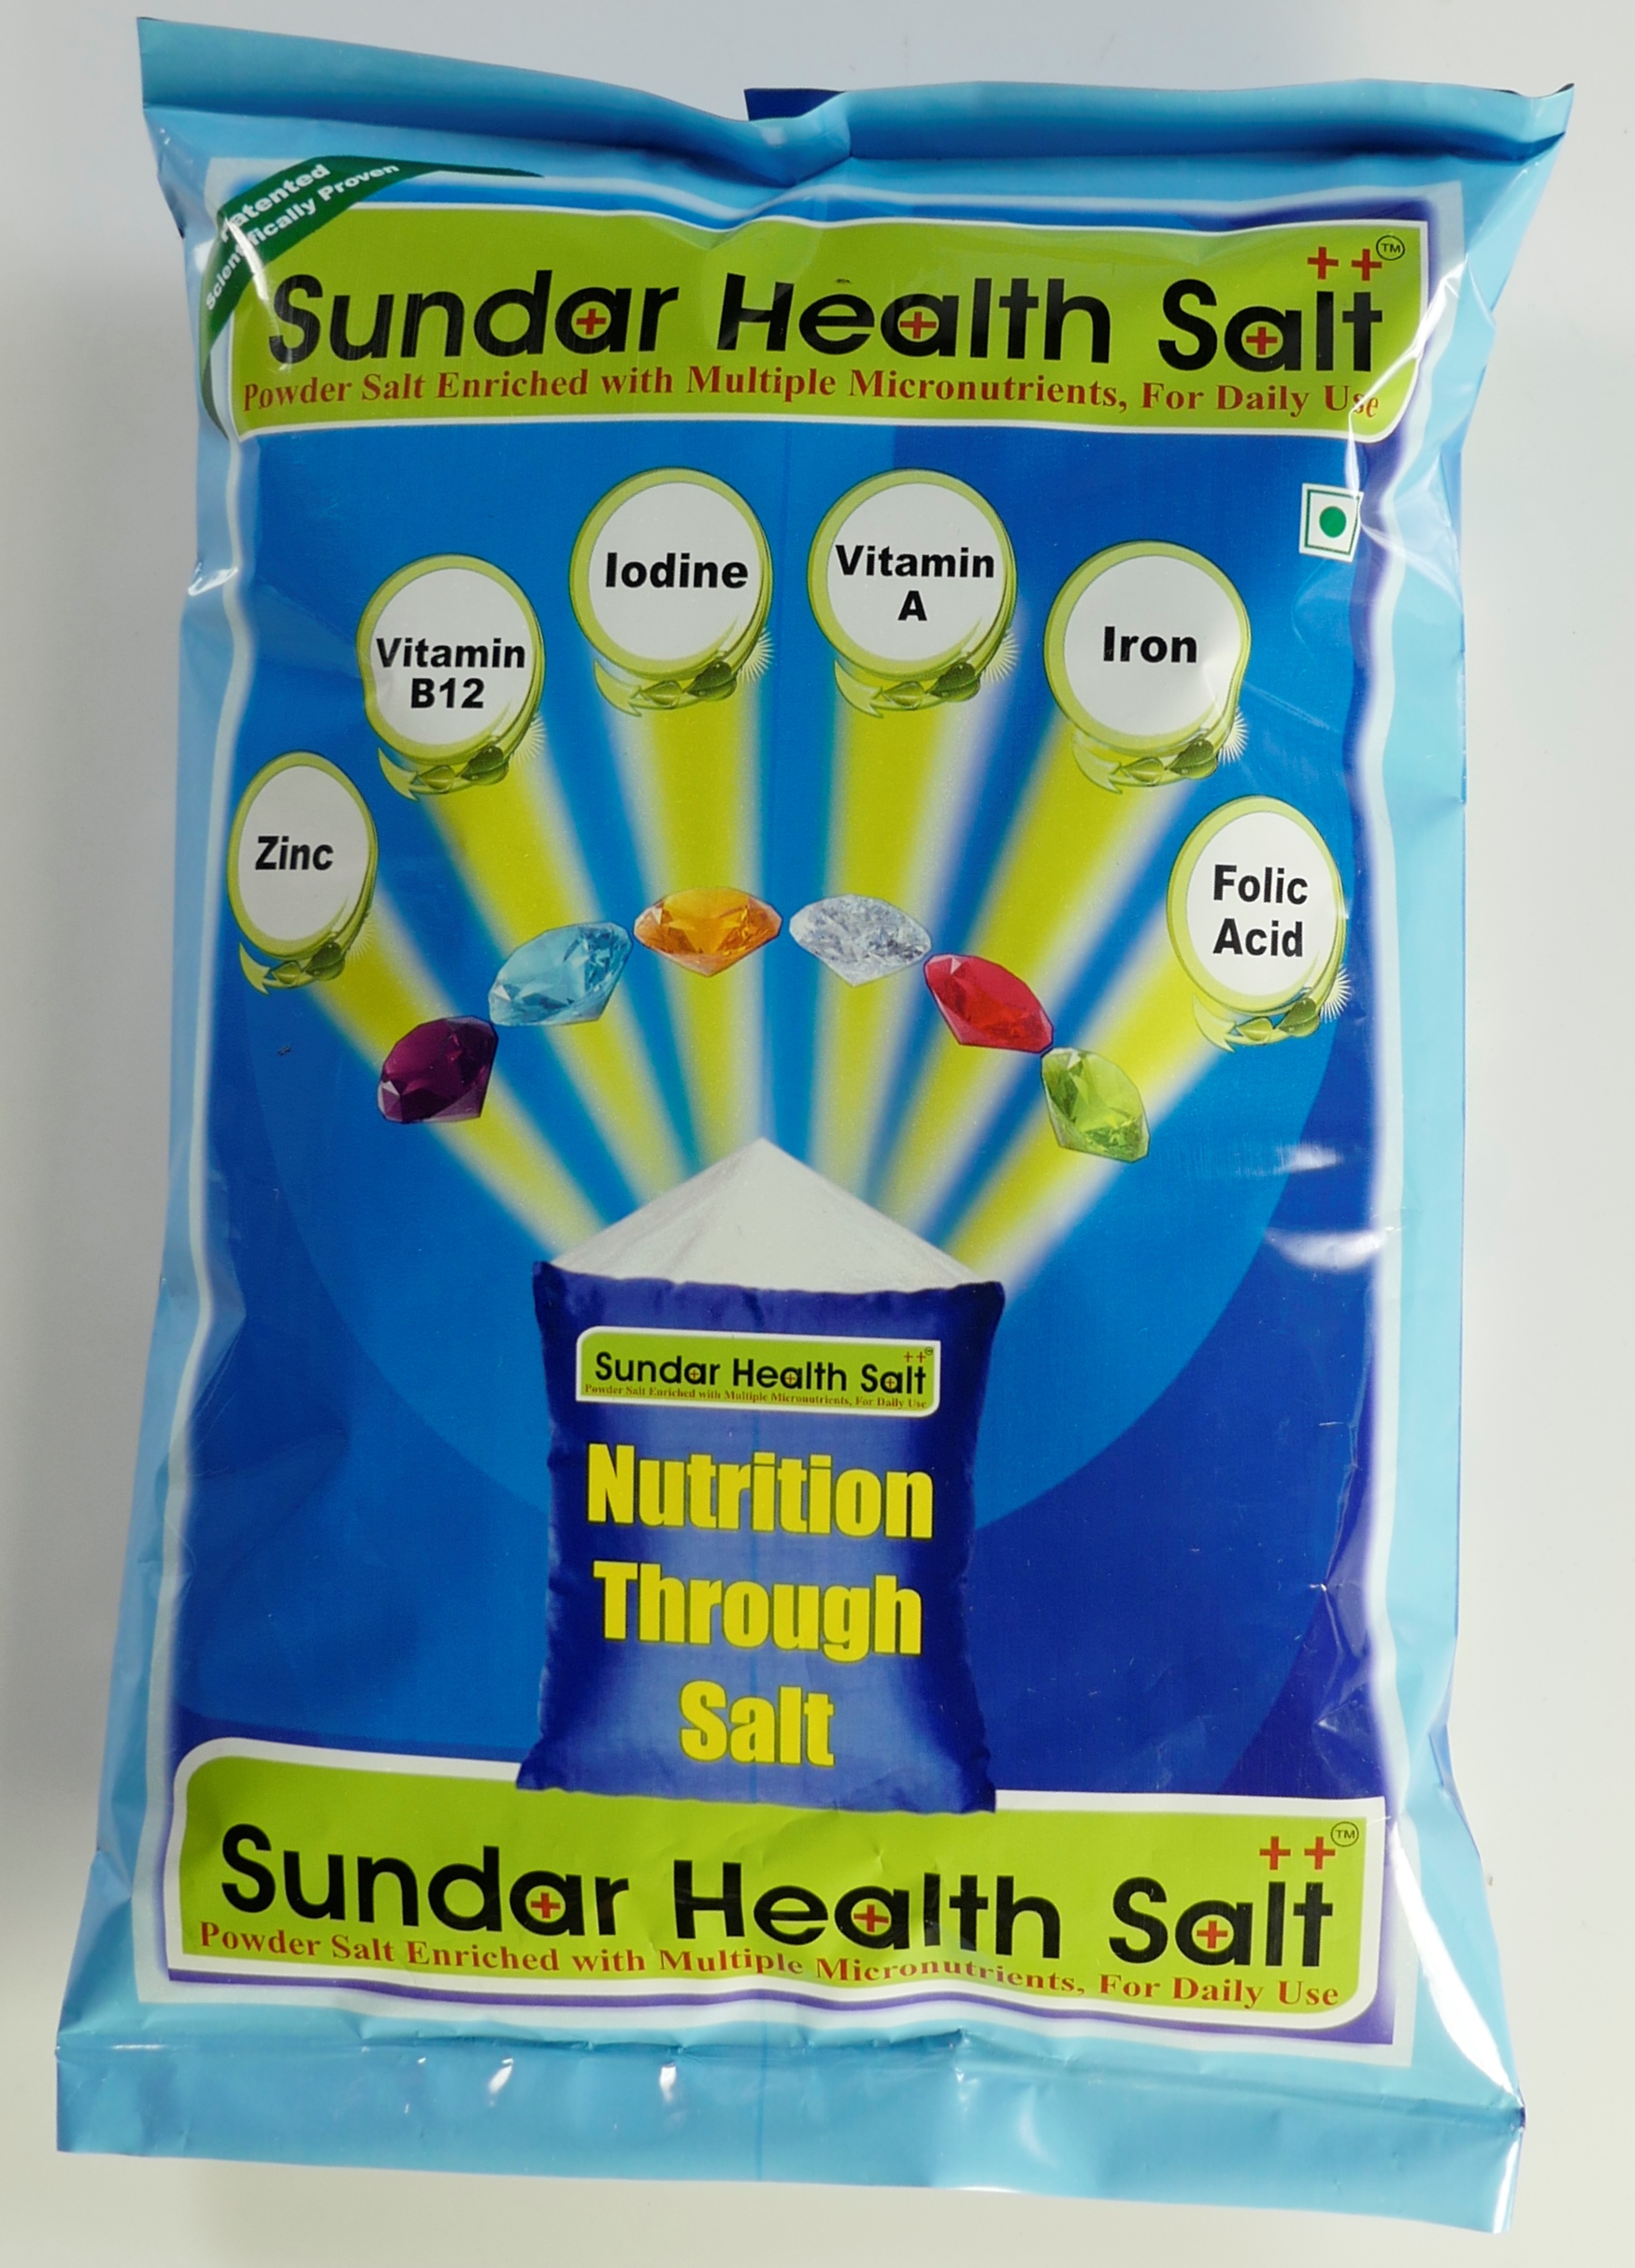 Patented
Scientifically Proven
++ TM
Sundar Health Salt
Powder Salt Enriched with Multiple Micronutrients, For Daily Use
Iodine
Vitamin
A
Vitamin
B12
Iron
Zinc
Folic
Acid
++
Sundar Health Salt
Powder Salt Enriched with Multiple Micronutrients, For Daily Use
Nutrition
Through
Salt
++ TM
Sundar Health Salt
Powder Salt Enriched with Multiple Micronutrients, For Daily Use